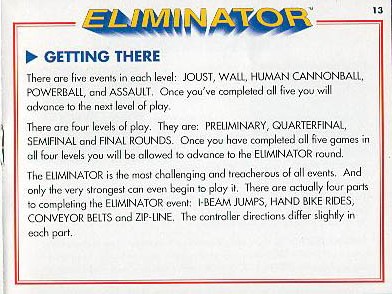 ELIMINATOR™
13
GETTING THERE
There are five events in each level: JOUST, WALL, HUMAN CANNONBALL,
POWERBALL, and ASSAULT. Once you've completed all five you will
advance to the next level of play.
There are four levels of play. They are: PRELIMINARY, QUARTERFINAL,
SEMIFINAL and FINAL ROUNDS. Once you have completed all five games in
all four levels you will be allowed to advance to the ELIMINATOR round.
The ELIMINATOR is the most challenging and treacherous of all events. And
only the very strongest can even begin to play it. There are actually four parts
to completing the ELIMINATOR event: I-BEAM JUMPS, HAND BIKE RIDES,
CONVEYOR BELTS and ZIP-LINE. The controller directions differ slightly in
each part.